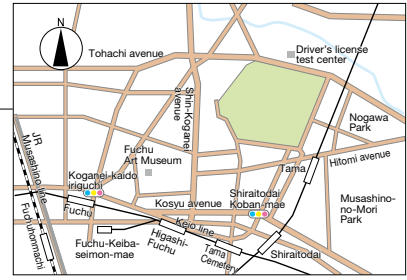 N
Tohachi avenue
Driver's license
test center
Shin-Koganei
avenue
Nogawa
Park
JR
Musashino line
Fuchu
Art Museum
Hitomi avenue
Tama
Koganei-kaido
iriguchi
Shiraitodai
Koban-mae
Musashino-
no-Mori
Park
Fuchu
Kosyu avenue
Keio line
Fuchuhonmachi
Fuchu-Keiba-
seimon-mae
Higashi-
Fuchu
Tama
Cemetery
Shiraitodai